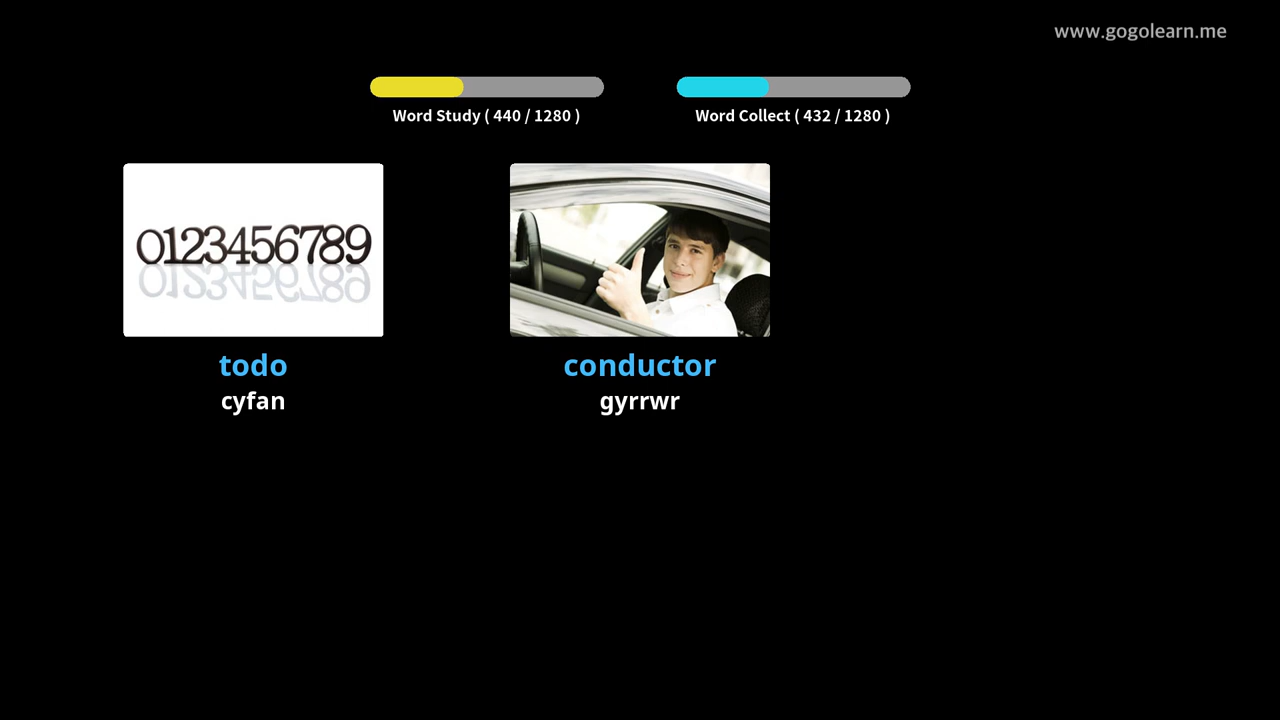 www.gogolearn.me
Word Study ( 440 / 1280 )
Word Collect ( 432 / 1280 )
0123456789
todo
cyfan
conductor
gyrrwr